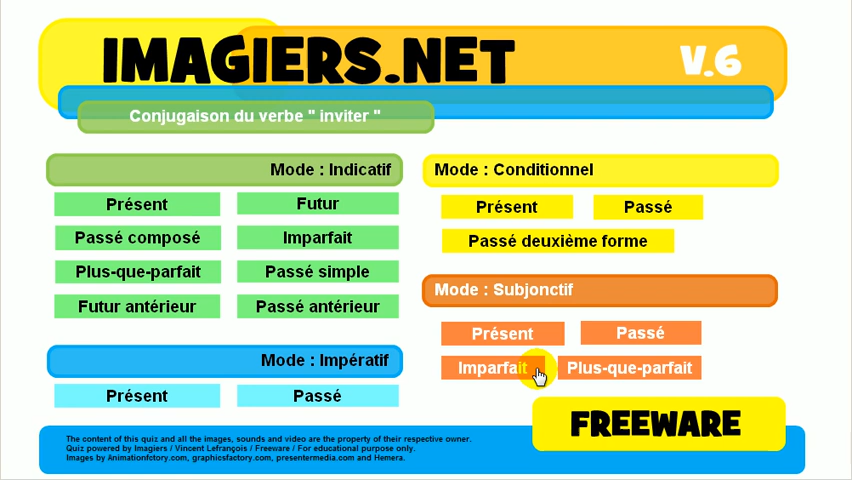 IMAGIERS.NET
V.6
Conjugaison du verbe " inviter "
Mode : Indicatif
Présent
Futur
Passé composé
Imparfait
Plus-que-parfait
Passé simple
Futur antérieur
Passé antérieur
Mode : Impératif
Présent
Passé
Mode : Conditionnel
Présent
Passé
Passé deuxième forme
Mode : Subjonctif
Présent
Passé
Imparfait
Plus-que-parfait
FREEWARE
The content of this quiz and all the images, sounds and video are the property of their respective owner.
Quiz powered by Imagiers / Vincent Lefrançois / Freeware / For educational purpose only.
Images by Animationfctory.com, graphicsfactory.com, presentermedia.com and Hemera.